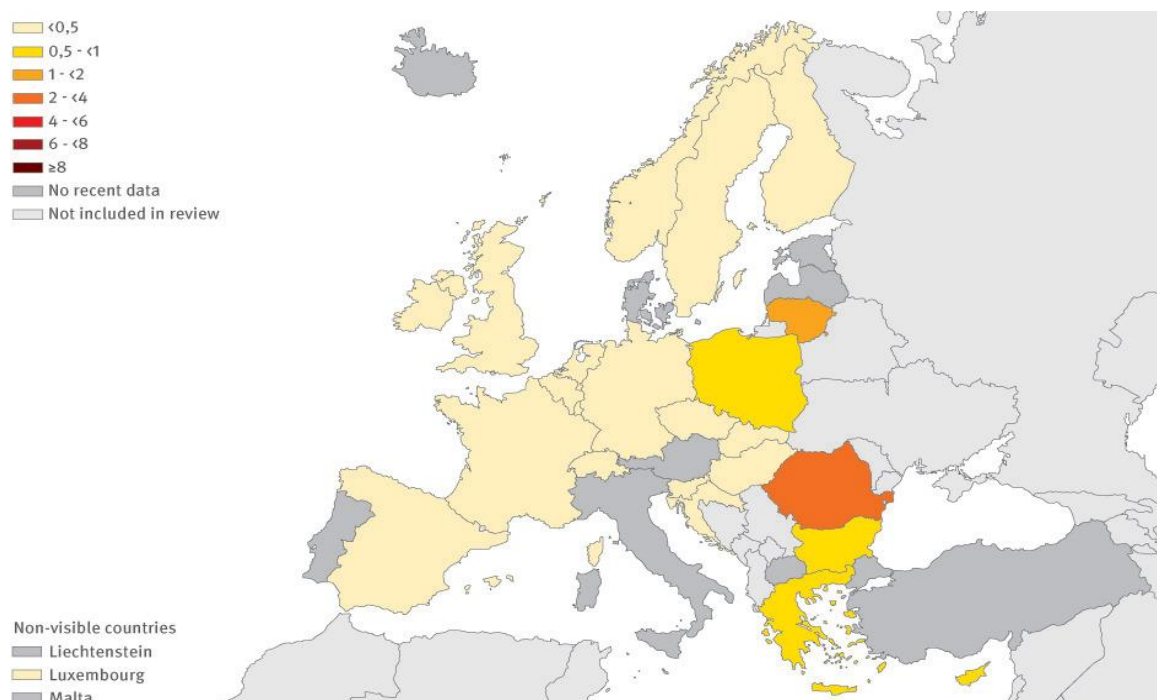 <0,5
0,5 - <1
1 - <2
2 - <4
4 - <6
6 - <8
≥8
No recent data
Not included in review
Non-visible countries
Liechtenstein
Luxembourg
Malta